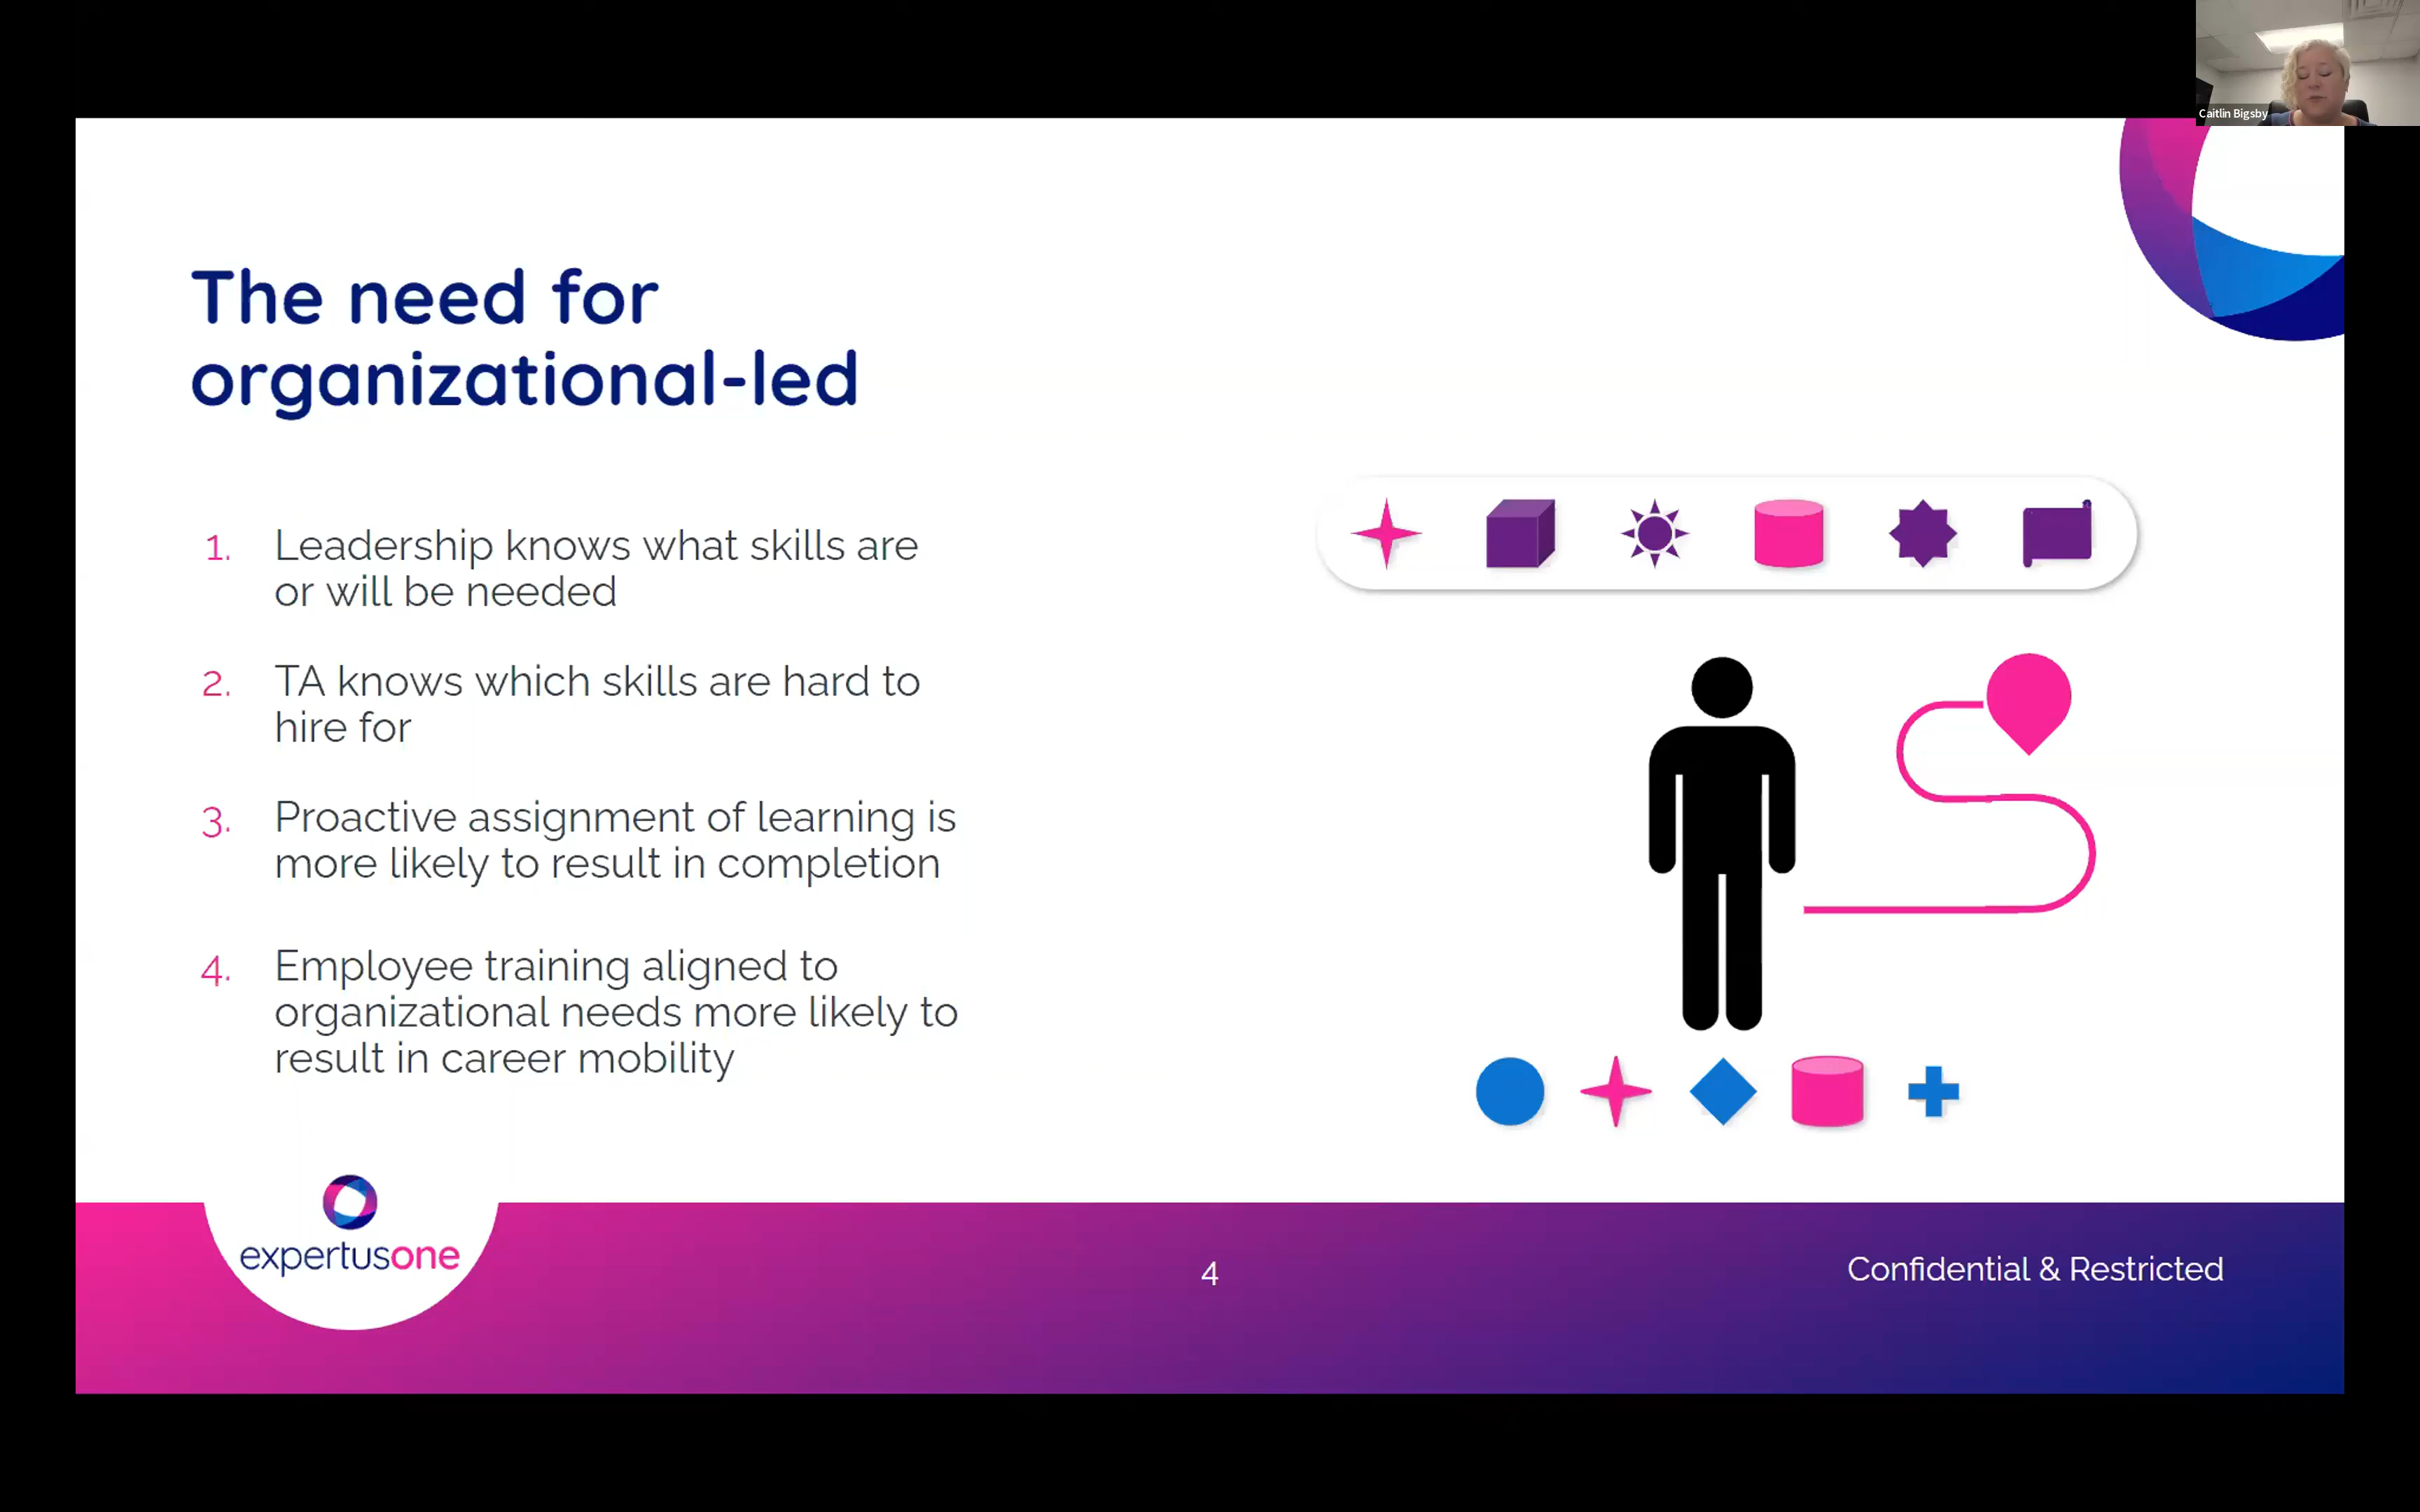 Caitlin Bigsby
The need for
organizational-led
1. Leadership knows what skills are
or will be needed
2. TA knows which skills are hard to
hire for
3. Proactive assignment of learning is
more likely to result in completion
4. Employee training aligned to
organizational needs more likely to
result in career mobility
expertusone
4
Confidential & Restricted